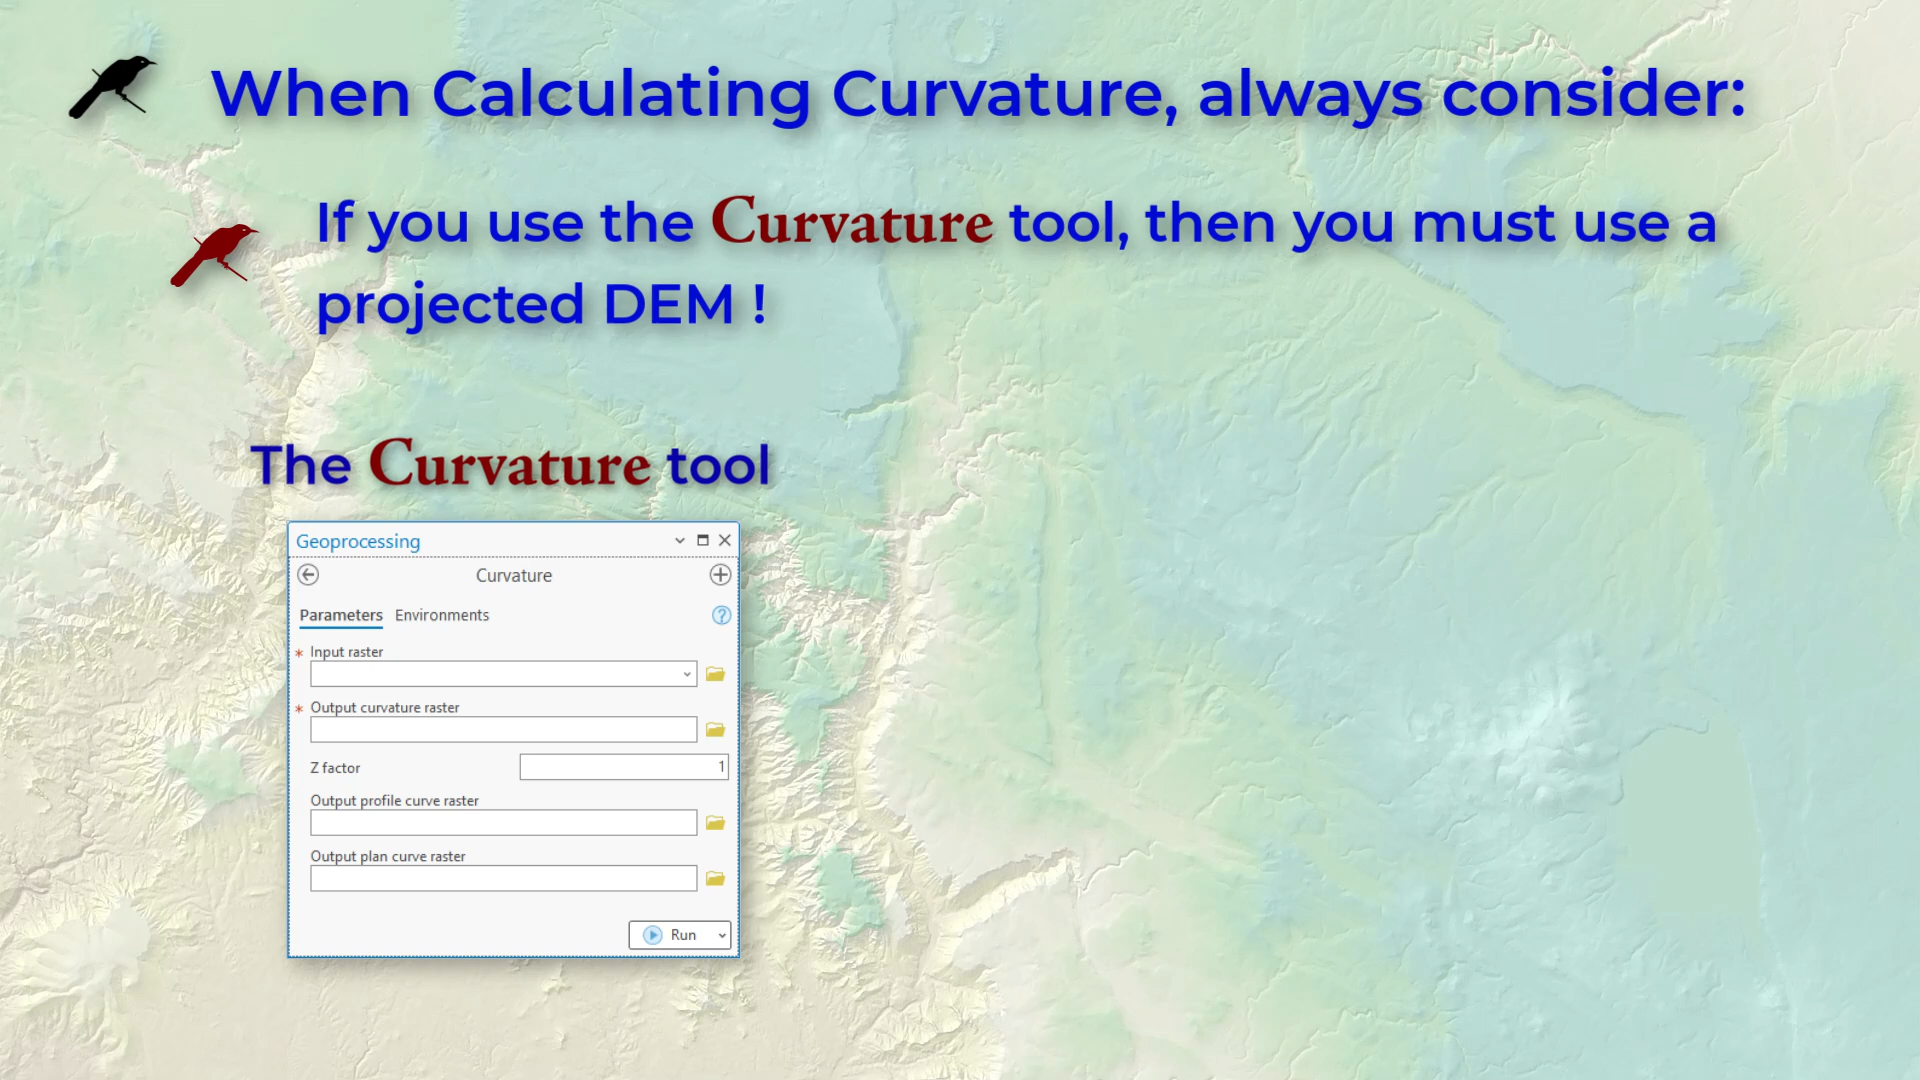 When Calculating Curvature, always consider:
If you use the Curvature tool, then you must use a
projected DEM !
The Curvature tool
Geoprocessing
Curvature
Parameters Environments
* Input raster
* Output curvature raster
Z factor 1
Output profile curve raster
Output plan curve raster
Run